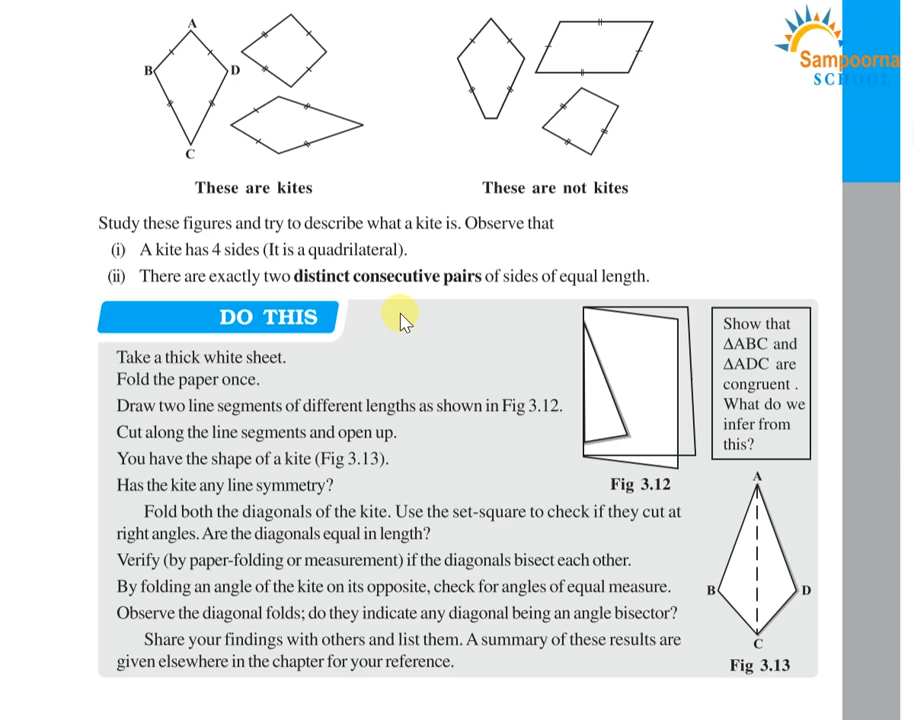 A
B
D
C
Sampoorna
SCHOOL
These are kites
These are not kites
Study these figures and try to describe what a kite is. Observe that
(i) A kite has 4 sides (It is a quadrilateral).
(ii) There are exactly two distinct consecutive pairs of sides of equal length.
DO THIS
Take a thick white sheet.
Fold the paper once.
Draw two line segments of different lengths as shown in Fig 3.12.
Cut along the line segments and open up.
You have the shape of a kite (Fig 3.13).
Has the kite any line symmetry?
Fold both the diagonals of the kite. Use the set-square to check if they cut at
right angles. Are the diagonals equal in length?
Verify (by paper-folding or measurement) if the diagonals bisect each other.
By folding an angle of the kite on its opposite, check for angles of equal measure.
Observe the diagonal folds; do they indicate any diagonal being an angle bisector?
Share your findings with others and list them. A summary of these results are
given elsewhere in the chapter for your reference.
Fig 3.12
Show that
ΔABC and
ΔADC are
congruent .
What do we
infer from
this?
A
B
D
C
Fig 3.13